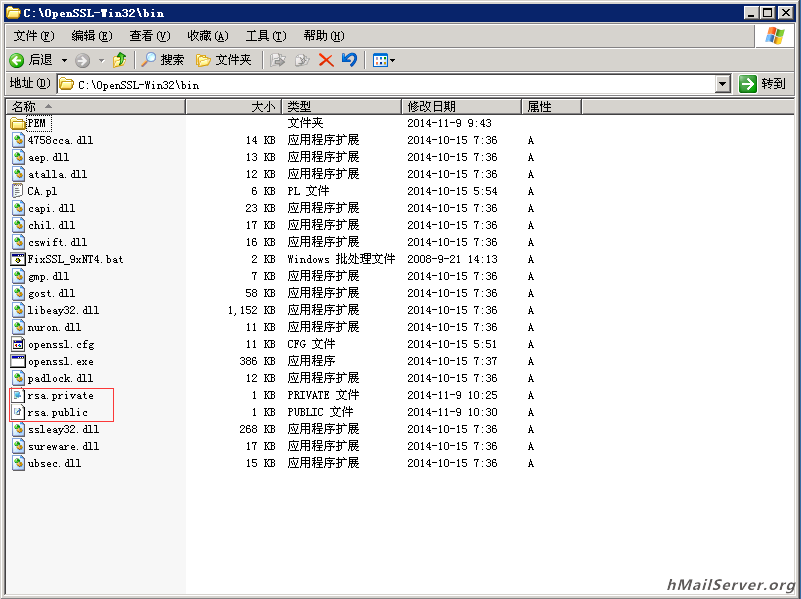 C:\OpenSSL-Win32\bin
文件(F) 编辑(E) 查看(V) 收藏(A) 工具(T) 帮助(H)
后退 搜索 文件夹
地址(D) C:\OpenSSL-Win32\bin 转到
名称 大小 类型 修改日期 属性
PEM 文件夹 2014-11-9 9:43
4758cca.dll 14 KB 应用程序扩展 2014-10-15 7:36 A
aep.dll 13 KB 应用程序扩展 2014-10-15 7:36 A
atalla.dll 12 KB 应用程序扩展 2014-10-15 7:36 A
CA.pl 6 KB PL 文件 2014-10-15 5:54 A
capi.dll 23 KB 应用程序扩展 2014-10-15 7:36 A
chil.dll 17 KB 应用程序扩展 2014-10-15 7:36 A
cswift.dll 16 KB 应用程序扩展 2014-10-15 7:36 A
FixSSL_9xNT4.bat 2 KB Windows 批处理文件 2008-9-21 14:13 A
gmp.dll 7 KB 应用程序扩展 2014-10-15 7:36 A
gost.dll 58 KB 应用程序扩展 2014-10-15 7:36 A
libeay32.dll 1,152 KB 应用程序扩展 2014-10-15 7:36 A
nuron.dll 11 KB 应用程序扩展 2014-10-15 7:36 A
openssl.cfg 11 KB CFG 文件 2014-10-15 5:51 A
openssl.exe 386 KB 应用程序 2014-10-15 7:37 A
padlock.dll 12 KB 应用程序扩展 2014-10-15 7:36 A
rsa.private 1 KB PRIVATE 文件 2014-11-9 10:25 A
rsa.public 1 KB PUBLIC 文件 2014-11-9 10:30 A
ssleay32.dll 268 KB 应用程序扩展 2014-10-15 7:36 A
sureware.dll 17 KB 应用程序扩展 2014-10-15 7:36 A
ubsec.dll 15 KB 应用程序扩展 2014-10-15 7:36 A
hMailServer.org